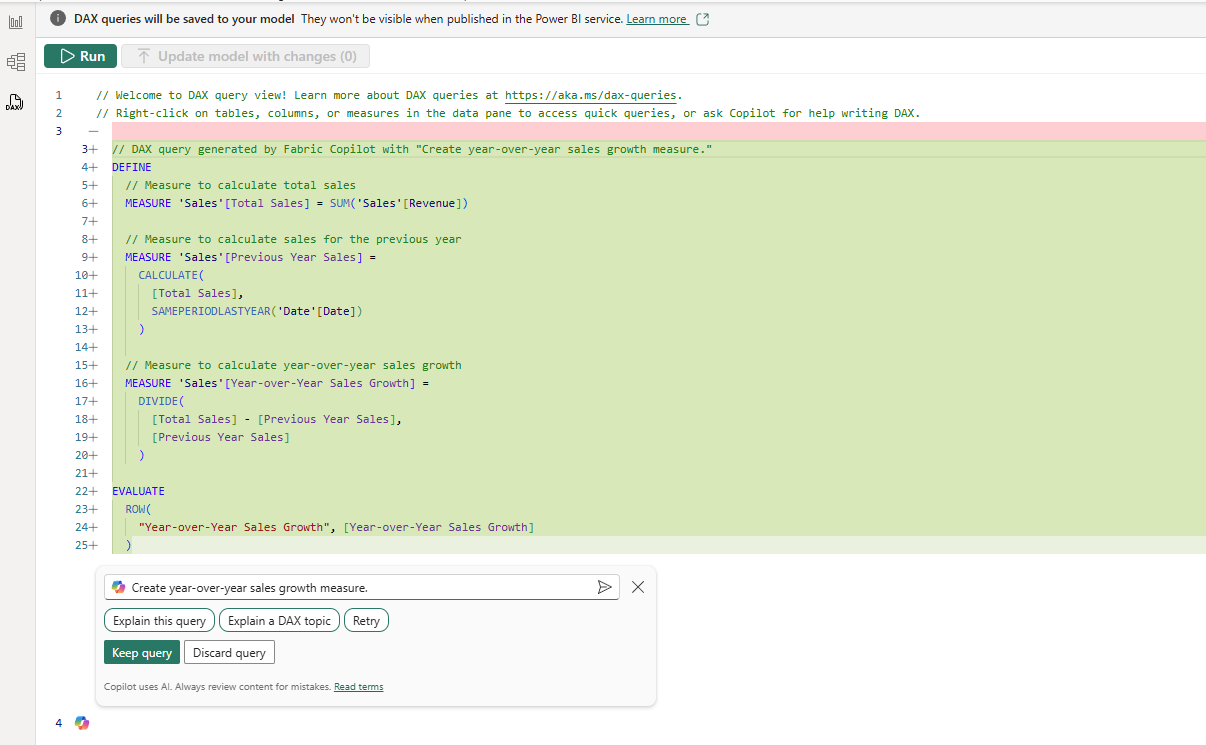 DAX queries will be saved to your model They won't be visible when published in the Power BI service. Learn more
Run
Update model with changes (0)
1 // Welcome to DAX query view! Learn more about DAX queries at https://aka.ms/dax-queries.
2 // Right-click on tables, columns, or measures in the data pane to access quick queries, or ask Copilot for help writing DAX.
DAX
3 —
3+ // DAX query generated by Fabric Copilot with "Create year-over-year sales growth measure."
4+ DEFINE
5+ // Measure to calculate total sales
6+ MEASURE 'Sales'[Total Sales] = SUM('Sales'[Revenue])
7+
8+ // Measure to calculate sales for the previous year
9+ MEASURE 'Sales'[Previous Year Sales] =
10+ CALCULATE(
11+ [Total Sales],
12+ SAMEPERIODLASTYEAR('Date'[Date])
13+ )
14+
15+ // Measure to calculate year-over-year sales growth
16+ MEASURE 'Sales'[Year-over-Year Sales Growth] =
17+ DIVIDE(
18+ [Total Sales] - [Previous Year Sales],
19+ [Previous Year Sales]
20+ )
21+
22+ EVALUATE
23+ ROW(
24+ "Year-over-Year Sales Growth", [Year-over-Year Sales Growth]
25+ )
Create year-over-year sales growth measure.
Explain this query
Explain a DAX topic
Retry
Keep query
Discard query
Copilot uses AI. Always review content for mistakes. Read terms
4